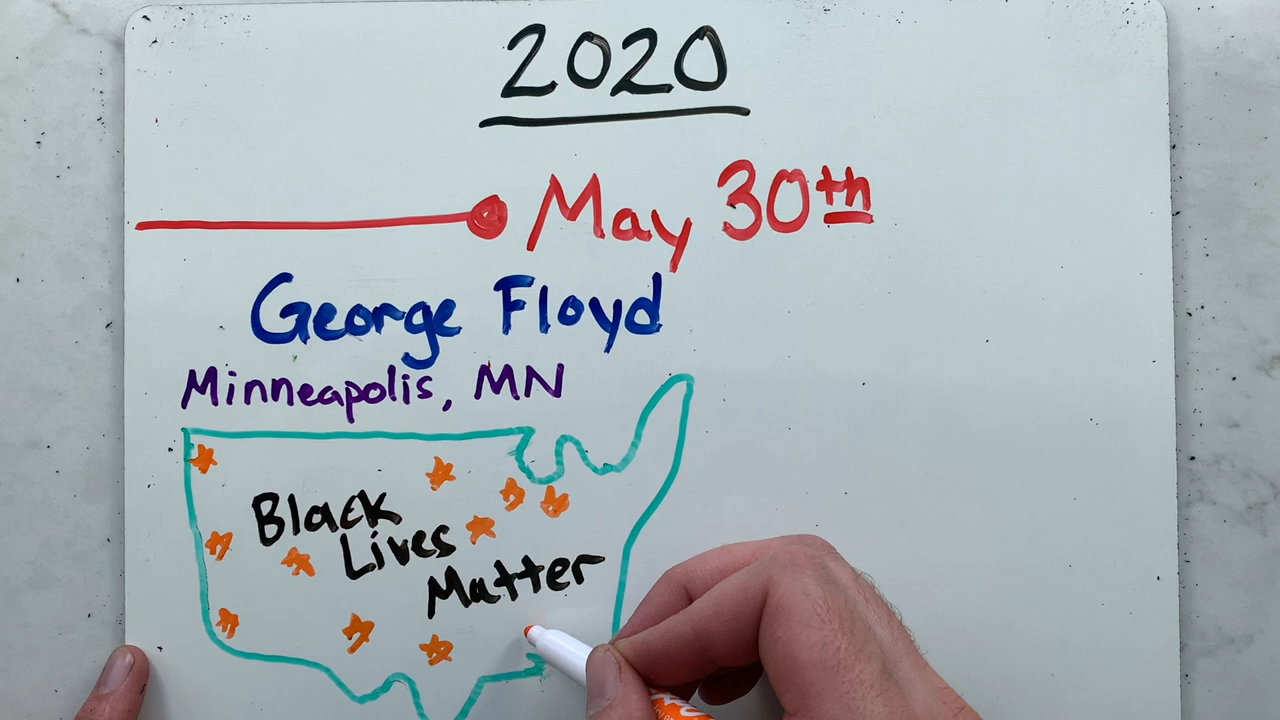 2020
May 30th
George Floyd
Minneapolis, MN
Black
Lives
Matter